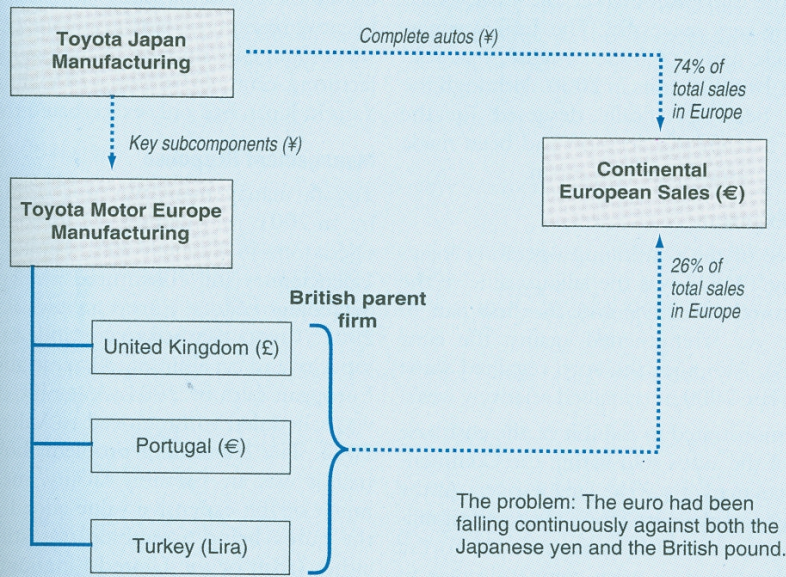 Toyota Japan
Manufacturing
Complete autos (¥)
74% of
total sales
in Europe
Key subcomponents (¥)
Continental
European Sales (€)
Toyota Motor Europe
Manufacturing
26% of
total sales
in Europe
British parent
firm
United Kingdom (£)
Portugal (€)
Turkey (Lira)
The problem: The euro had been
falling continuously against both the
Japanese yen and the British pound.